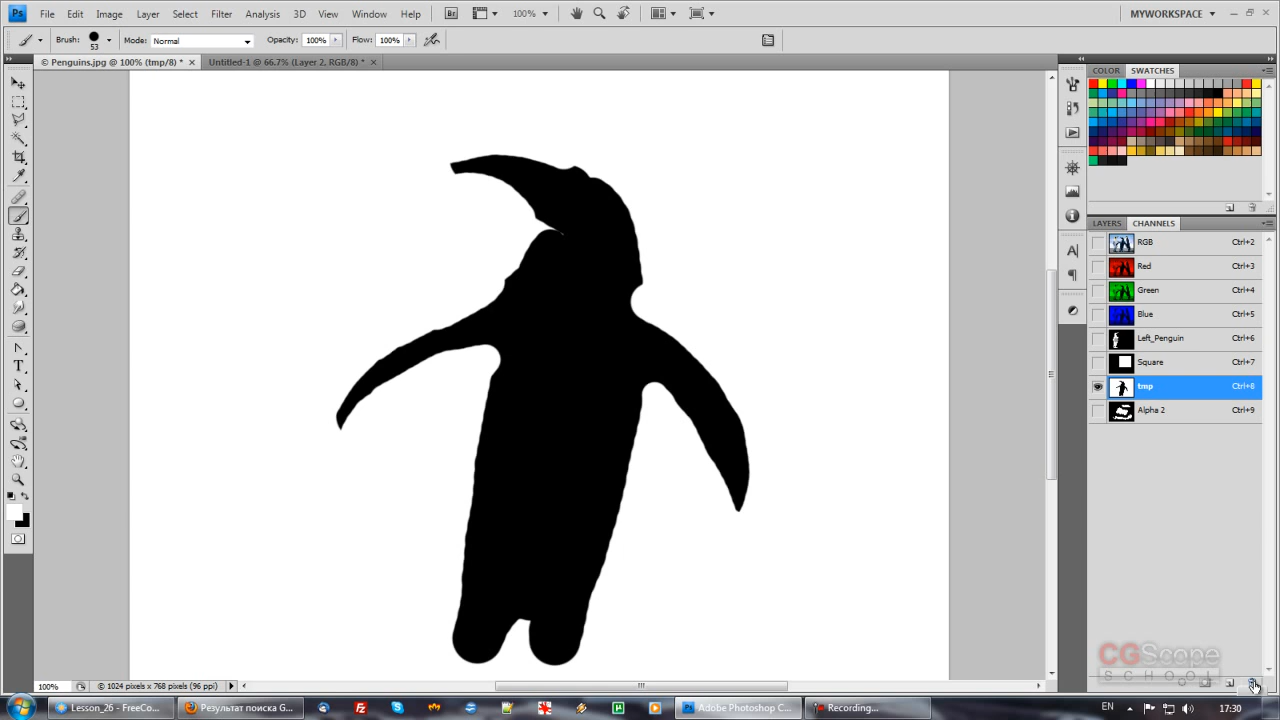 Ps File Edit Image Layer Select Filter Analysis 3D View Window Help Br 100% MYWORKSPACE
Brush: 53 Mode: Normal Opacity: 100% Flow: 100%
© Penguins.jpg @ 100% (tmp/8) * Untitled-1 @ 66.7% (Layer 2, RGB/8) *
COLOR SWATCHES
LAYERS CHANNELS
RGB Ctrl+2
Red Ctrl+3
Green Ctrl+4
Blue Ctrl+5
Left_Penguin Ctrl+6
Square Ctrl+7
tmp Ctrl+8
Alpha 2 Ctrl+9
CGScope
SCHOOL
100% © 1024 pixels x 768 pixels (96 ppi)
Lesson_26 - FreeCo... Результат поиска G... Adobe Photoshop C... Recording... EN 17:30